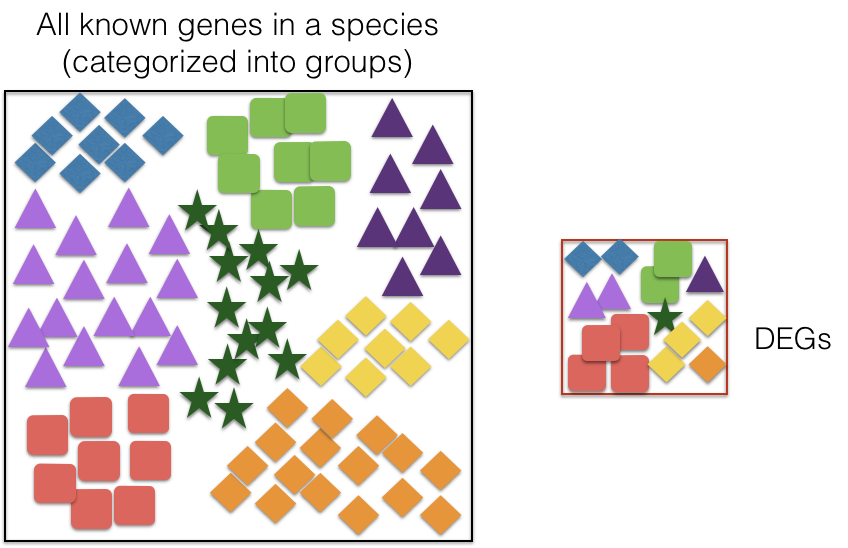 All known genes in a species
(categorized into groups)
DEGs